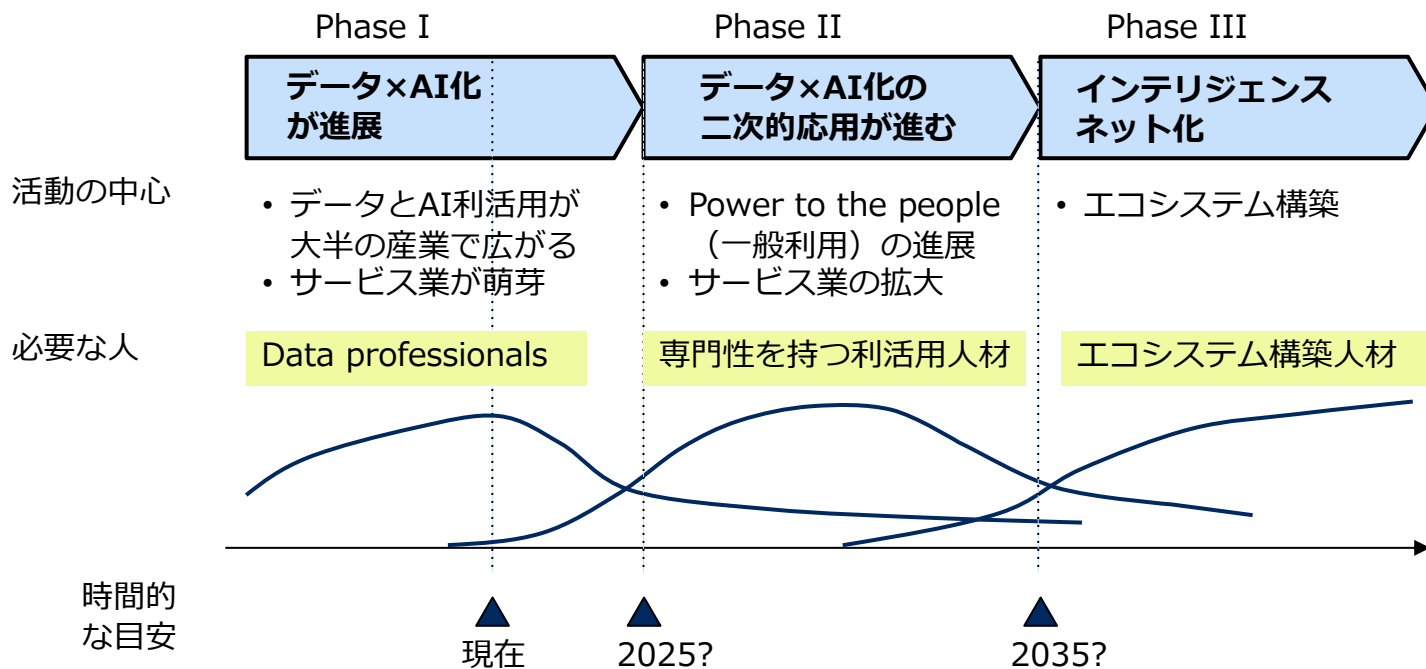 Phase I
Phase II
Phase III
データ×AI化
が進展
データ×AI化の
二次的応用が進む
インテリジェンス
ネット化
活動の中心
• データとAI利活用が
大半の産業で広がる
• サービス業が萌芽
• Power to the people
（一般利用）の進展
• サービス業の拡大
• エコシステム構築
必要な人
Data professionals
専門性を持つ利活用人材
エコシステム構築人材
時間的
な目安
現在
2025?
2035?